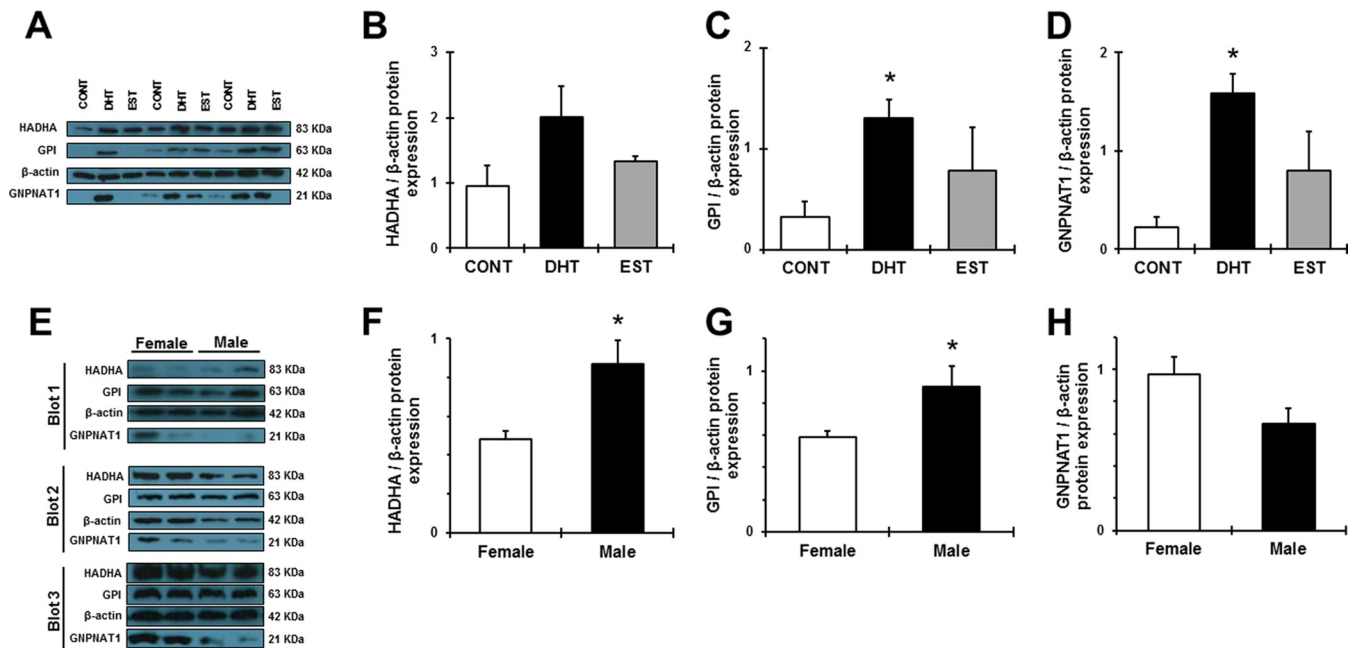 A
CONT DHT EST CONT DHT EST CONT DHT EST
HADHA 83 KDa
GPI 63 KDa
β-actin 42 KDa
GNPNAT1 21 KDa
B
HADHA / β-actin protein
expression
3
2
1
0
CONT DHT EST
C
GPI / β-actin protein
expression
2
1
0
*
CONT DHT EST
D
GNPNAT1 / β-actin protein
expression
2
1
0
*
CONT DHT EST
E
Female Male
Blot 1
HADHA 83 KDa
GPI 63 KDa
β-actin 42 KDa
GNPNAT1 21 KDa
Blot 2
HADHA 83 KDa
GPI 63 KDa
β-actin 42 KDa
GNPNAT1 21 KDa
Blot 3
HADHA 83 KDa
GPI 63 KDa
β-actin 42 KDa
GNPNAT1 21 KDa
F
HADHA / β-actin protein
expression
1
0
*
Female Male
G
GPI / β-actin protein
expression
1
0
*
Female Male
H
GNPNAT1 / β-actin
protein expression
1
0
Female Male